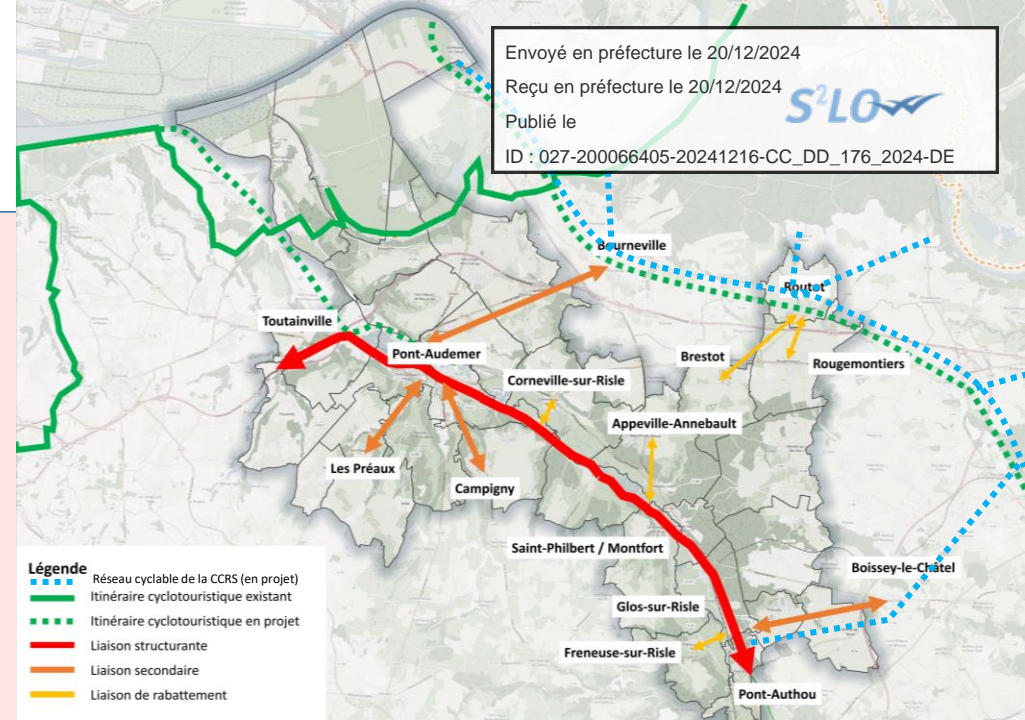 Envoyé en préfecture le 20/12/2024
Reçu en préfecture le 20/12/2024
S²LOW
Publié le
ID : 027-200066405-20241216-CC_DD_176_2024-DE
Bourneville
Routot
Toutainville
Pont-Audemer
Brestot
Rougemontiers
Corneville-sur-Risle
Appeville-Annebault
Les Préaux
Campigny
Saint-Philbert / Montfort
Boissey-le-Châtel
Glos-sur-Risle
Freneuse-sur-Risle
Pont-Authou
Légende
Réseau cyclable de la CCRS (en projet)
Itinéraire cyclotouristique existant
Itinéraire cyclotouristique en projet
Liaison structurante
Liaison secondaire
Liaison de rabattement